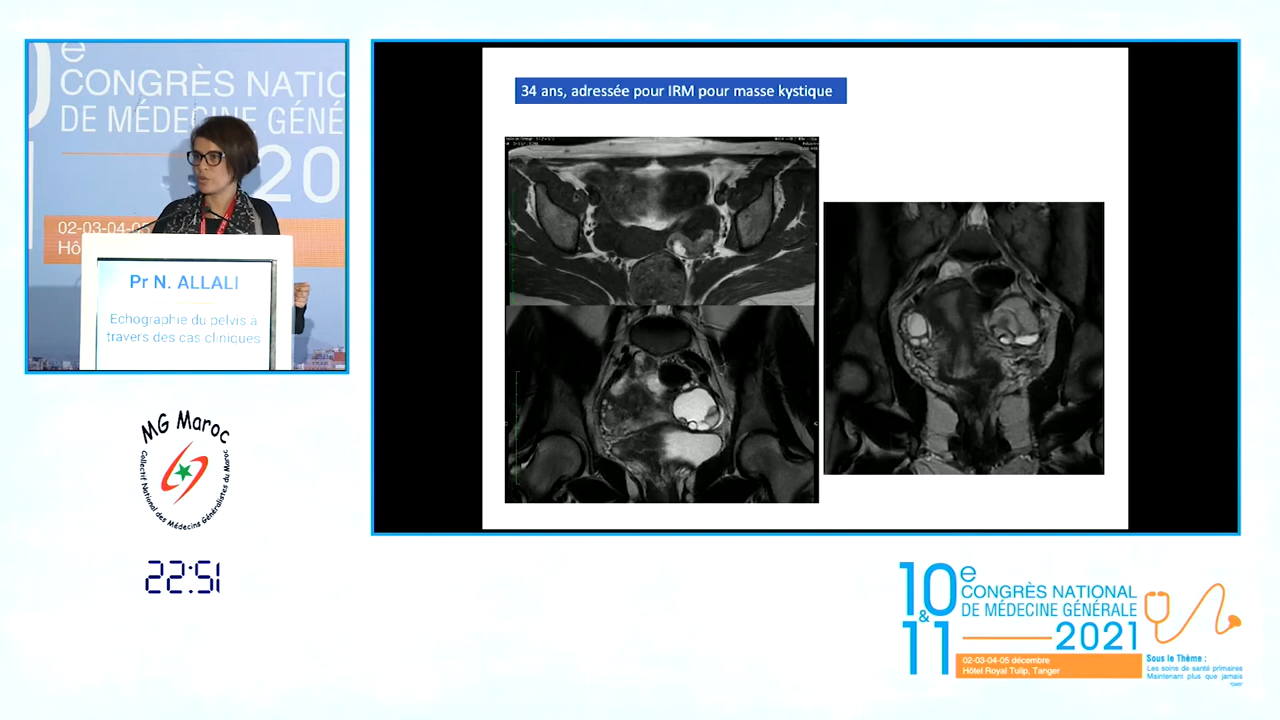 e
CONGRÈS NATIO
DE MÉDECINE GÉNÉ
20
02-03-04-05
Hô
Pr N. ALLALI
Echographie du pelvis à
travers des cas cliniques
34 ans, adressée pour IRM pour masse kystique
MG Maroc
Collectif National des Médecins Généralistes du Maroc
22:51
10e
&
11
CONGRÈS NATIONAL
DE MÉDECINE GÉNÉRALE
2021
02-03-04-05 décembre
Hôtel Royal Tulip, Tanger
Sous le Thème :
Les soins de santé primaires
Maintenant plus que jamais